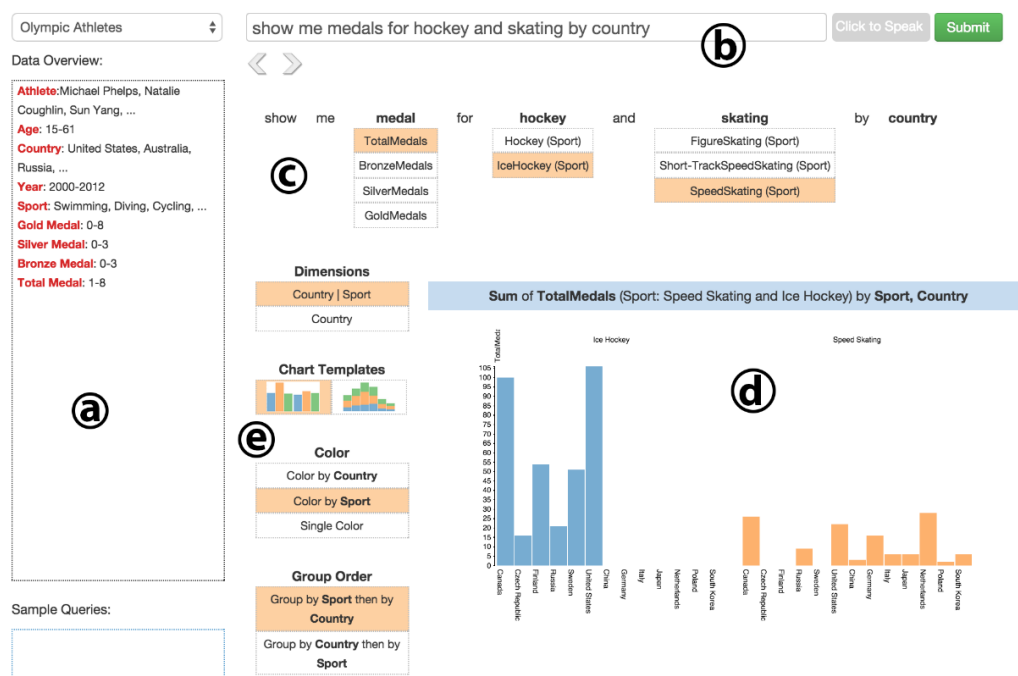 Olympic Athletes
show me medals for hockey and skating by country
Click to Speak
Submit
b
Data Overview:
Athlete:Michael Phelps, Natalie
Coughlin, Sun Yang, ...
Age: 15-61
Country: United States, Australia,
Russia, ...
Year: 2000-2012
Sport: Swimming, Diving, Cycling, ...
Gold Medal: 0-8
Silver Medal: 0-3
Bronze Medal: 0-3
Total Medal: 1-8
a
Sample Queries:
show me medal for hockey and skating by country
TotalMedals
BronzeMedals
SilverMedals
GoldMedals
Hockey (Sport)
IceHockey (Sport)
FigureSkating (Sport)
Short-TrackSpeedSkating (Sport)
SpeedSkating (Sport)
c
Dimensions
Country | Sport
Country
Chart Templates
e
Color
Color by Country
Color by Sport
Single Color
Group Order
Group by Sport then by
Country
Group by Country then by
Sport
Sum of TotalMedals (Sport: Speed Skating and Ice Hockey) by Sport, Country
TotalMeds
Ice Hockey
Speed Skating
d
105
100
95
90
85
80
75
70
65
60
55
50
45
40
35
30
25
20
15
10
5
0
Canada
Czech Republic
Finland
Russia
Sweden
United States
China
Germany
Italy
Japan
Netherlands
Poland
South Korea
Canada
Czech Republic
Finland
Russia
Sweden
United States
China
Germany
Italy
Japan
Netherlands
Poland
South Korea